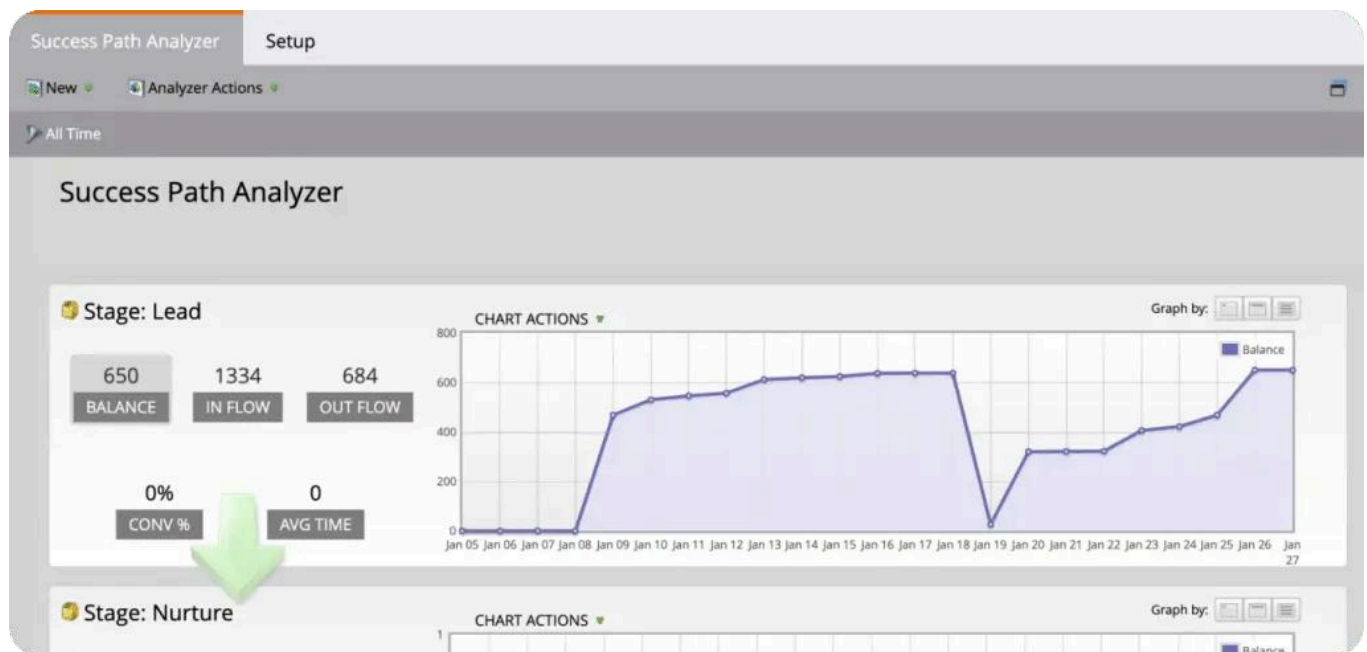 Success Path Analyzer Setup
New Analyzer Actions
All Time
Success Path Analyzer
Stage: Lead
CHART ACTIONS
Graph by:
650 1334 684
BALANCE IN FLOW OUT FLOW
0% 0
CONV % AVG TIME
800
600
400
200
0
Balance
Jan 05 Jan 06 Jan 07 Jan 08 Jan 09 Jan 10 Jan 11 Jan 12 Jan 13 Jan 14 Jan 15 Jan 16 Jan 17 Jan 18 Jan 19 Jan 20 Jan 21 Jan 22 Jan 23 Jan 24 Jan 25 Jan 26 Jan
27
Stage: Nurture
CHART ACTIONS
Graph by:
1
Balance